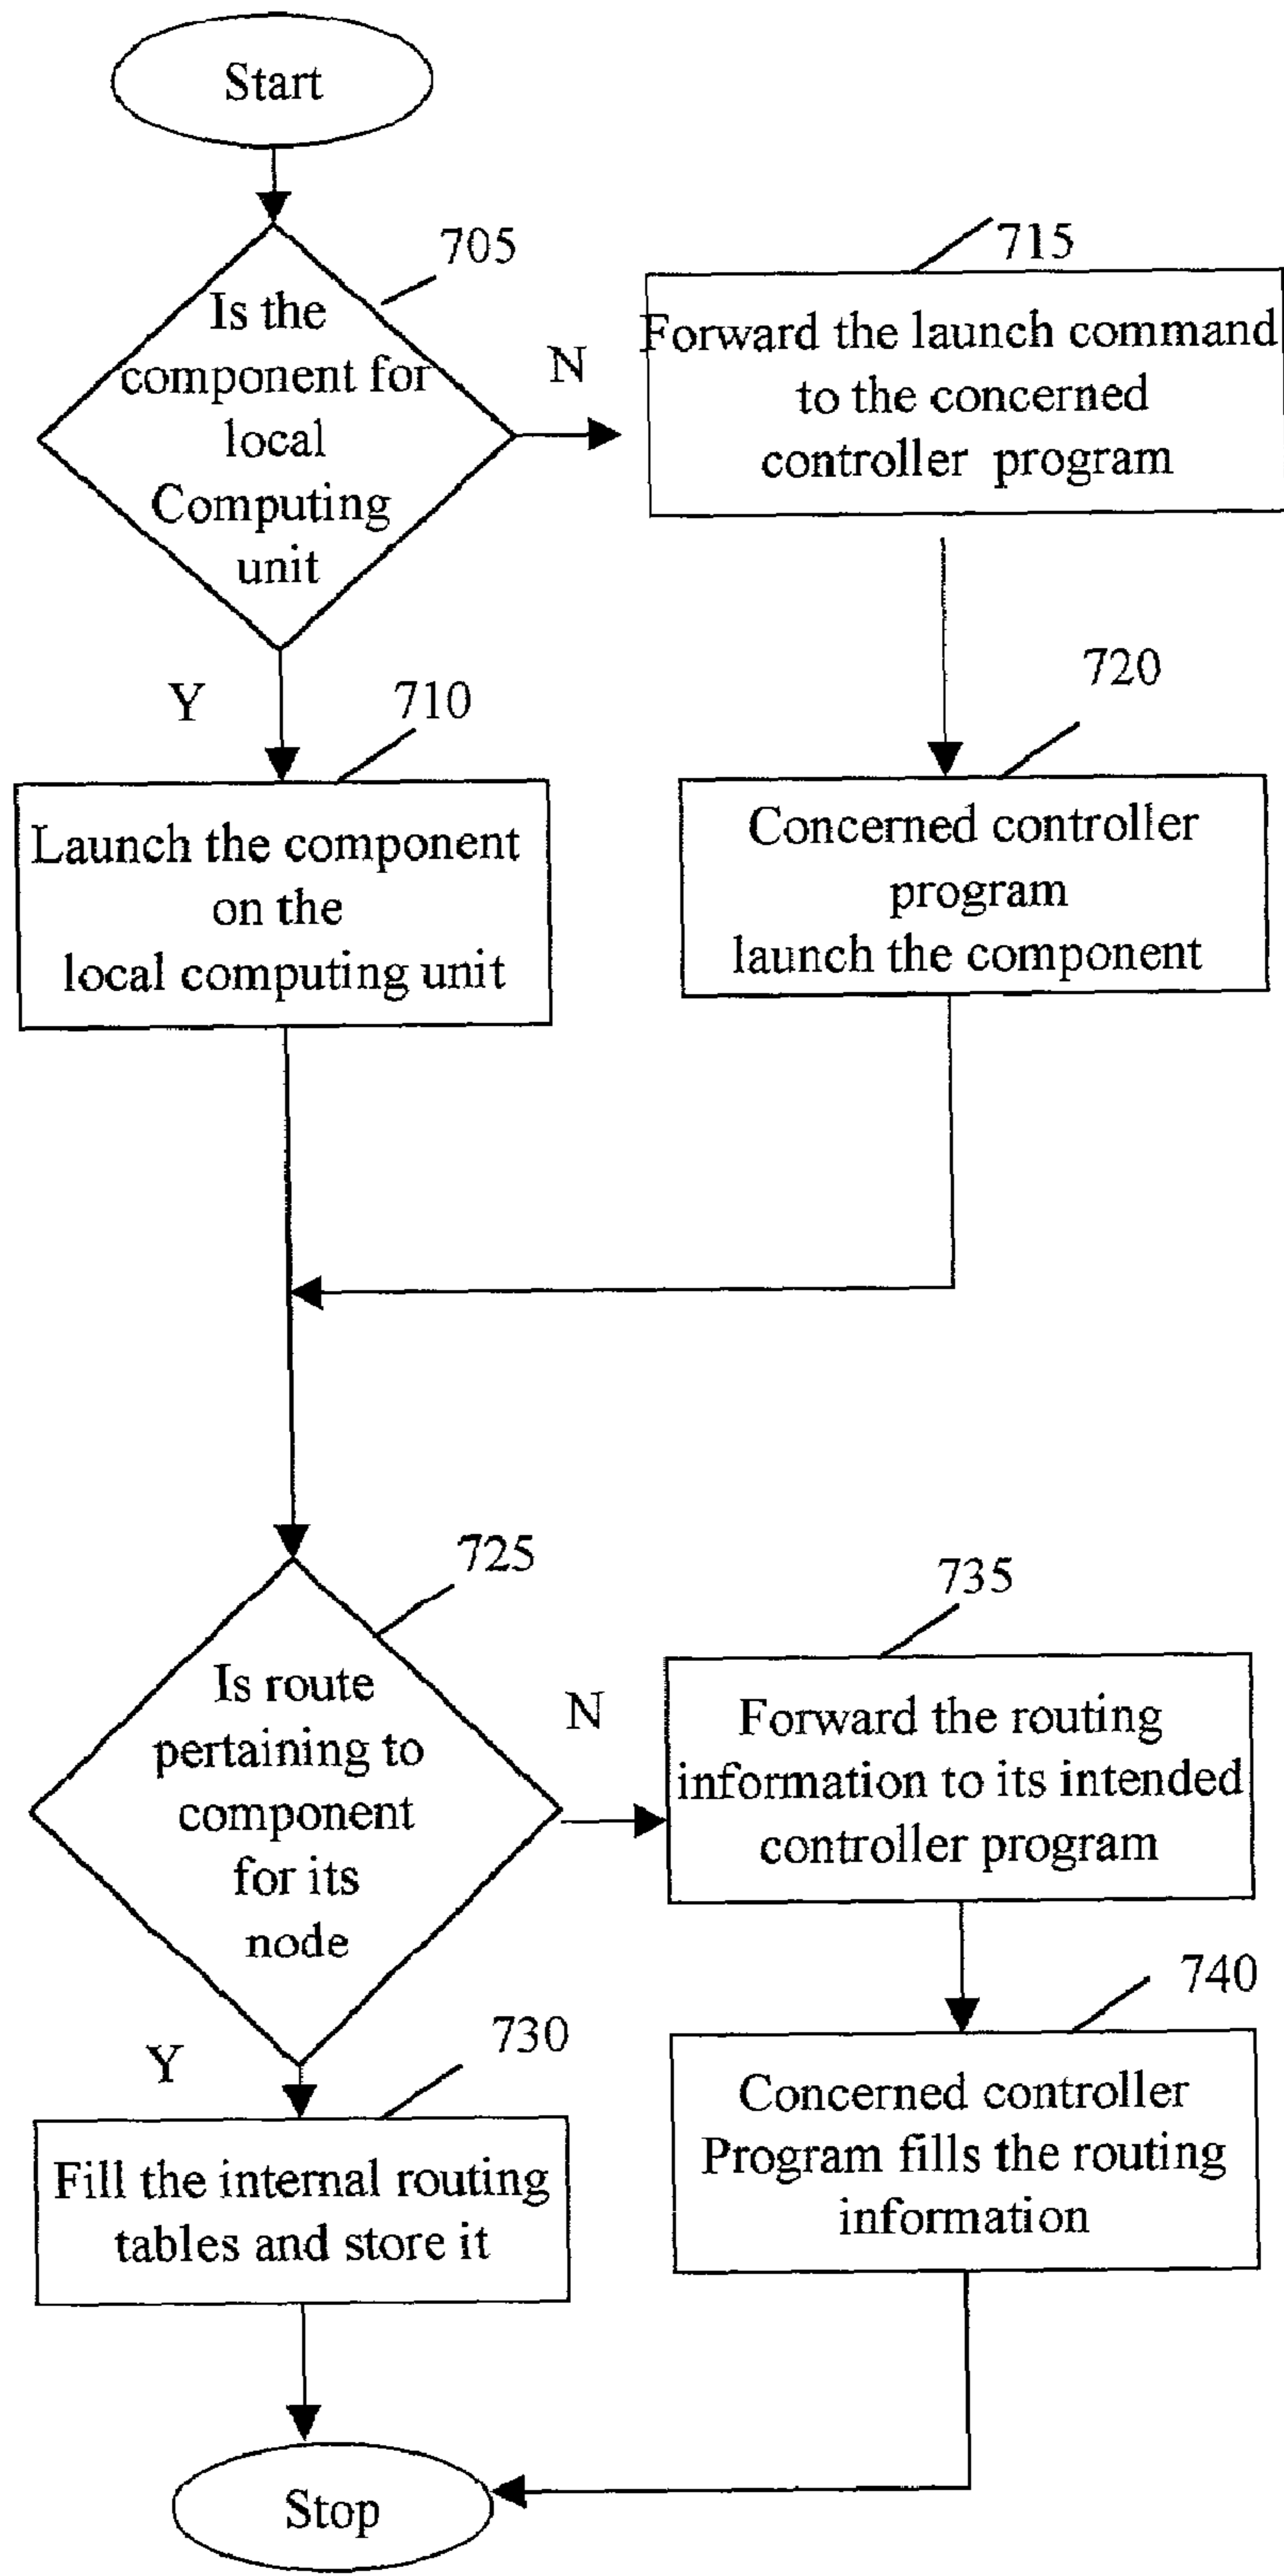 Start
705
Is the
component for
local
Computing
unit
N
715
Forward the launch command
to the concerned
controller program
Y
710
Launch the component
on the
local computing unit
720
Concerned controller
program
launch the component
725
Is route
pertaining to
component
for its
node
N
735
Forward the routing
information to its intended
controller program
Y
730
Fill the internal routing
tables and store it
740
Concerned controller
Program fills the routing
information
Stop